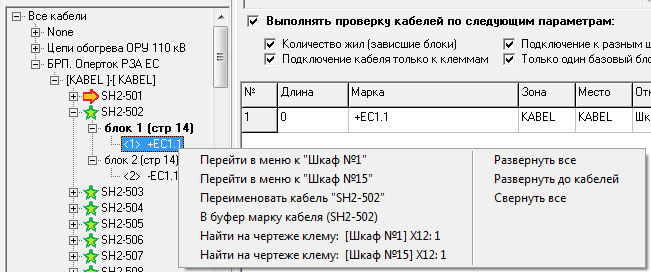 Все кабели
None
Цепи обогрева ОРУ 110 кВ
БРП. Оперток РЗА ЕС
[KABEL ]-[ KABEL]
SH2-501
SH2-502
блок 1 (стр 14)
<1> +EC1.1
блок 2 (стр 14)
<2> -EC1.1
SH2-503
SH2-504
SH2-505
SH2-506
SH2-507
Выполнять проверку кабелей по следующим параметрам:
Количество жил (зависшие блоки)
Подключение к разным ш
Подключение кабеля только к клеммам
Только один базовый бло
№ Длина Марка Зона Место Отк
1 0 +EC1.1 KABEL KABEL Шк
Перейти в меню к "Шкаф №1"
Перейти в меню к "Шкаф №15"
Переименовать кабель "SH2-502"
В буфер марку кабеля (SH2-502)
Найти на чертеже клему: [Шкаф №1] X12: 1
Найти на чертеже клему: [Шкаф №15] X12: 1
Развернуть все
Развернуть до кабелей
Свернуть все